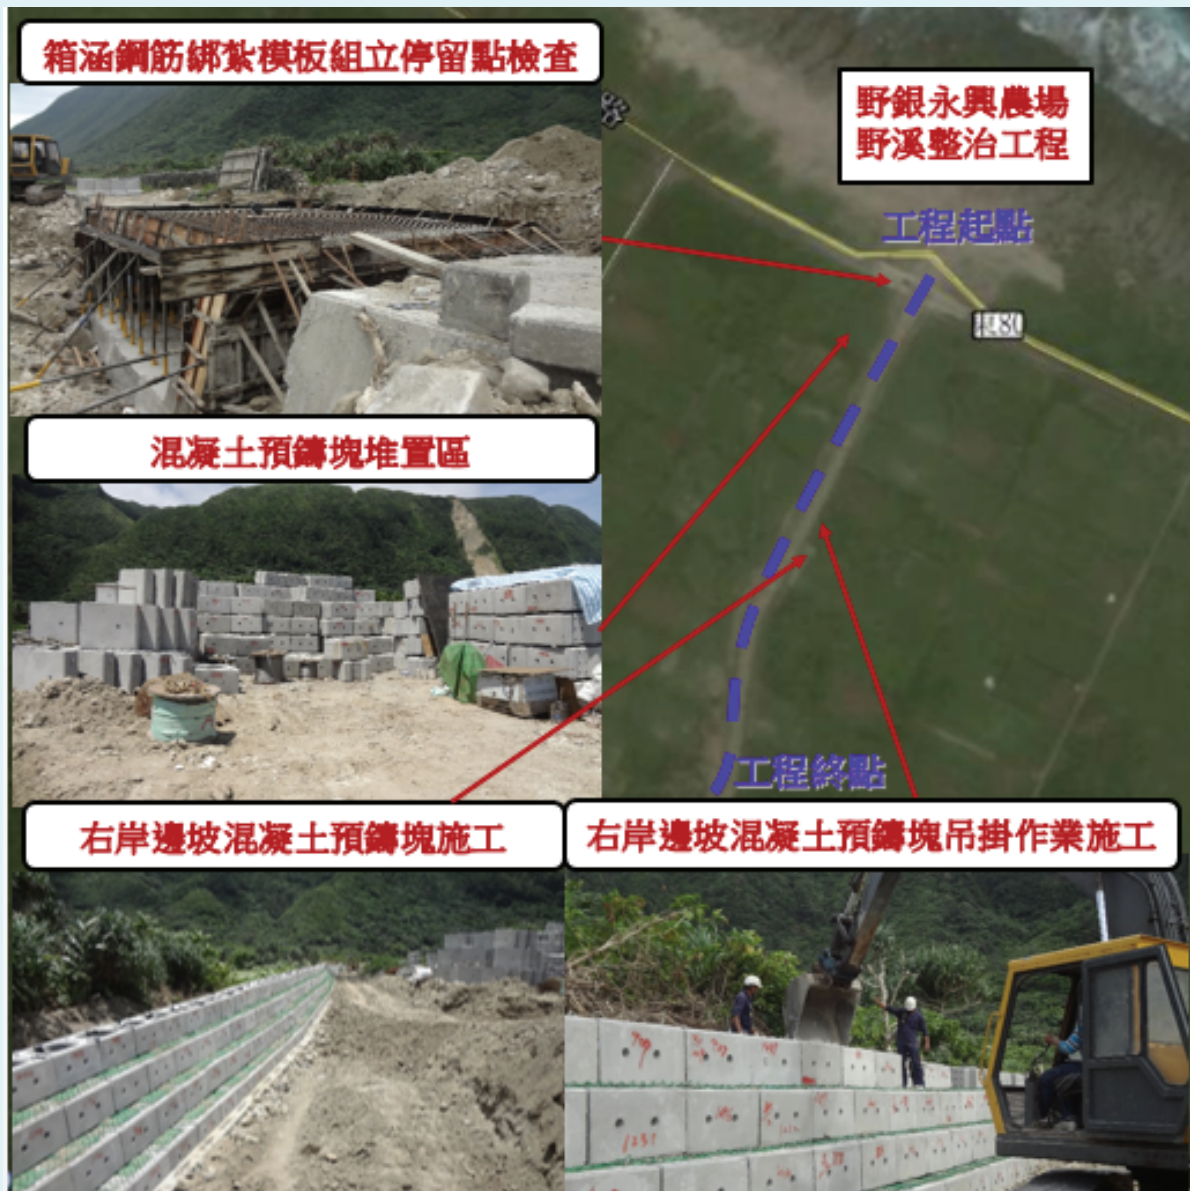 箱涵鋼筋綁紮模板組立停留點檢查
野銀永興農場
野溪整治工程
工程起點
80
混凝土預鑄塊堆置區
工程終點
右岸邊坡混凝土預鑄塊施工
右岸邊坡混凝土預鑄塊吊掛作業施工
1231